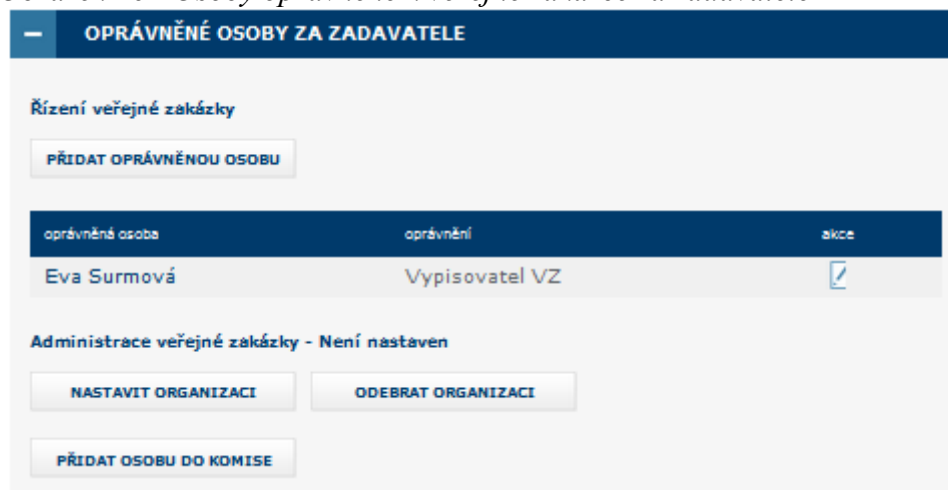 OPRÁVNĚNÉ OSOBY ZA ZADAVATELE
Řízení veřejné zakázky
PŘIDAT OPRÁVNĚNOU OSOBU
oprávněná osoba oprávnění akce
Eva Surmová Vypisovatel VZ
Administrace veřejné zakázky - Není nastaven
NASTAVIT ORGANIZACI ODEBRAT ORGANIZACI
PŘIDAT OSOBU DO KOMISE